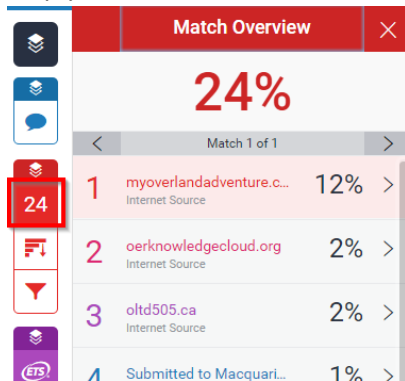 Match Overview
24%
Match 1 of 1
24
1 myoverlandadventure.c... 12%
Internet Source
2 oerknowledgecloud.org 2%
Internet Source
3 oltd505.ca 2%
Internet Source
4 Submitted to Macquari... 1%
ETS